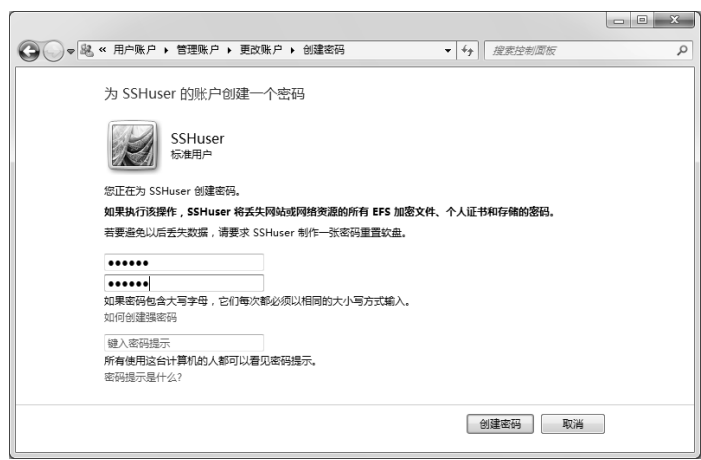 « 用户账户 ▸ 管理账户 ▸ 更改账户 ▸ 创建密码
搜索控制面板
为 SSHuser 的账户创建一个密码
SSHuser
标准用户
您正在为 SSHuser 创建密码。
如果执行该操作，SSHuser 将丢失网站或网络资源的所有 EFS 加密文件、个人证书和存储的密码。
若要避免以后丢失数据，请要求 SSHuser 制作一张密码重置软盘。
●●●●●●
●●●●●●
如果密码包含大写字母，它们每次都必须以相同的大小写方式输入。
如何创建强密码
键入密码提示
所有使用这台计算机的人都可以看见密码提示。
密码提示是什么?
创建密码
取消